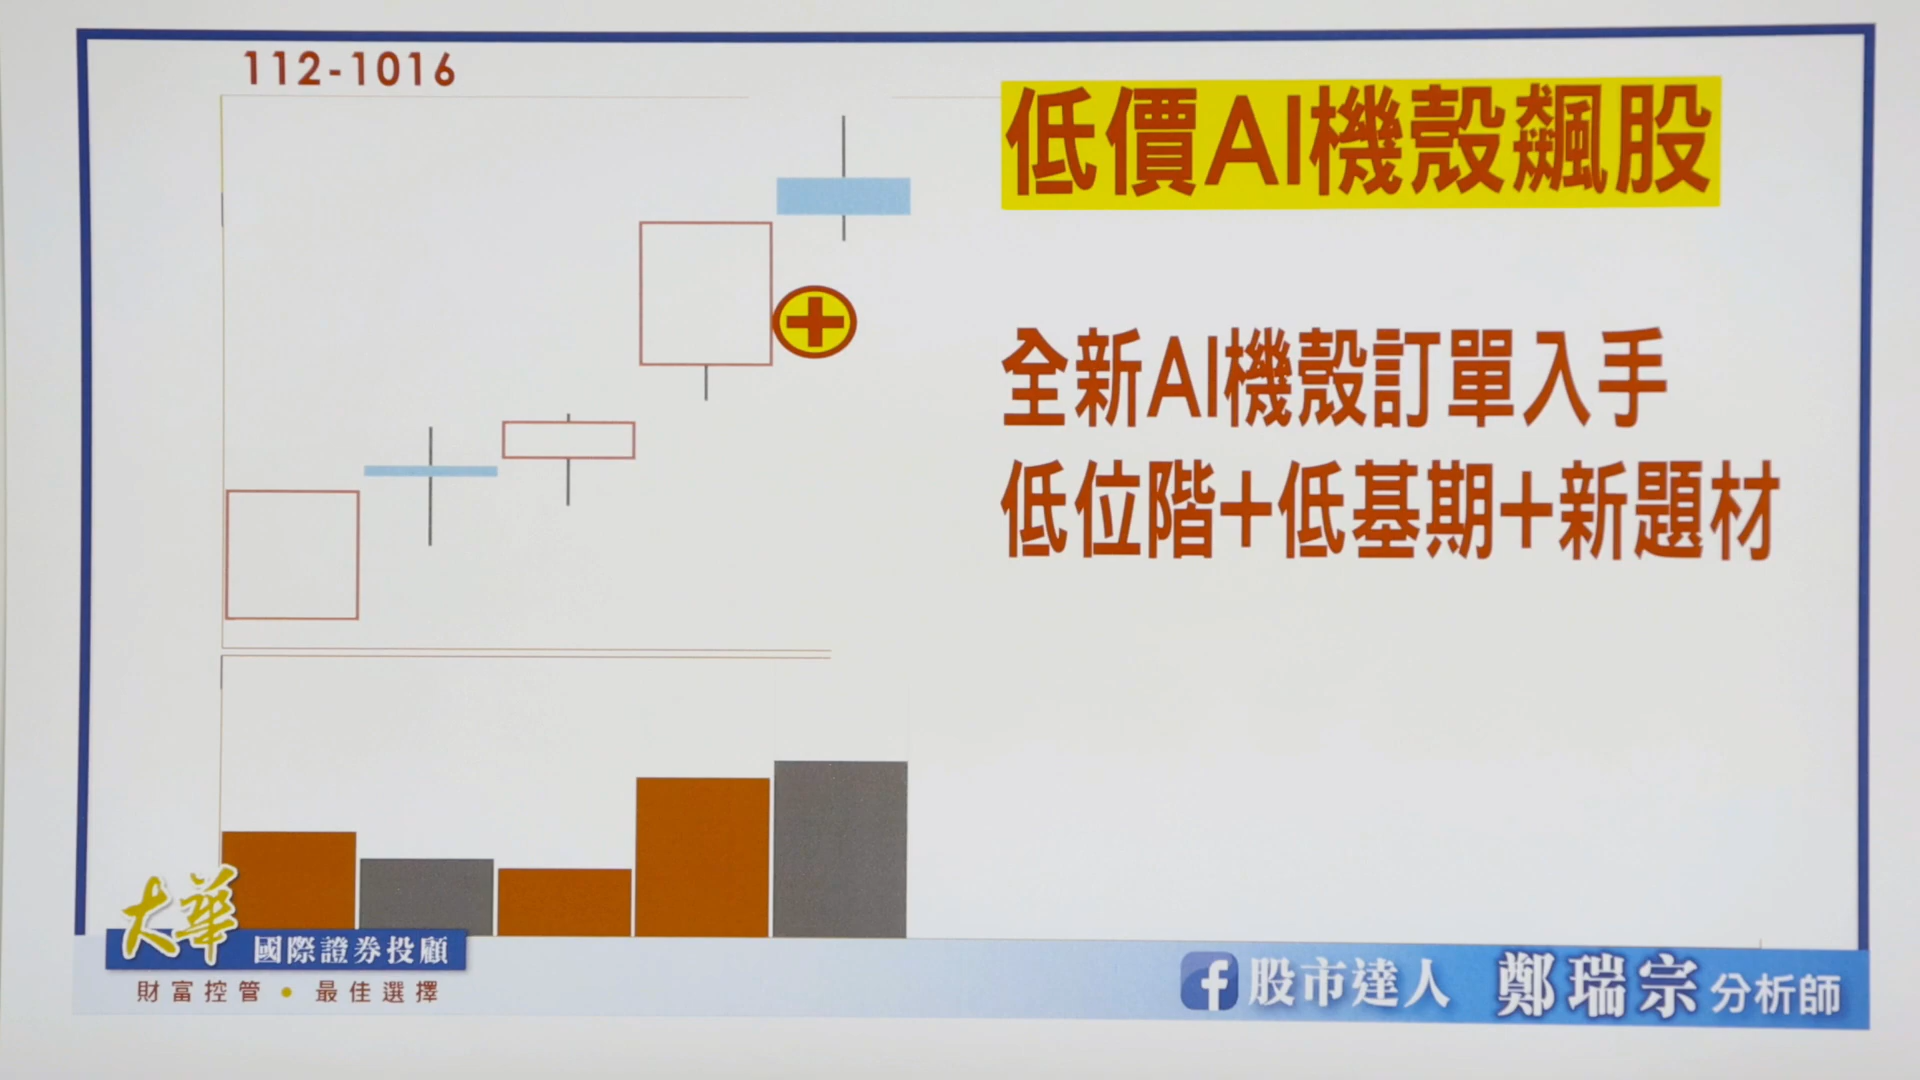 112-1016
低價AI機殼飆股
全新AI機殼訂單入手
低位階+低基期+新題材
大華
國際證券投顧
財富控管 • 最佳選擇
f 股市達人 鄭瑞宗 分析師